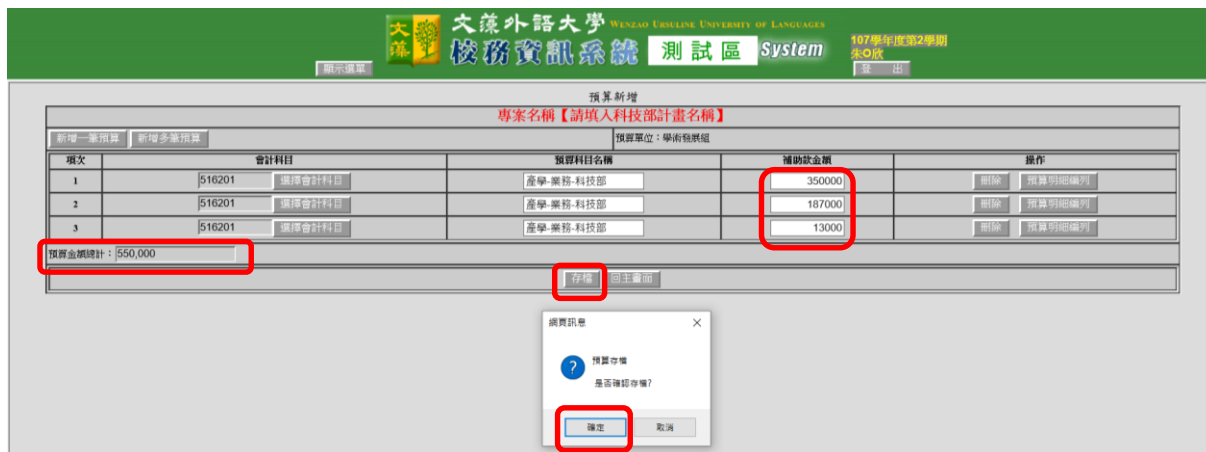 文藻
文藻外語大學 WENZAO URSULINE UNIVERSITY OF LANGUAGES
校務資訊系統 測試區 System
107學年度第2學期
朱O欣
顯示選單
登 出
預算新增
專案名稱【請填入科技部計畫名稱】
新增一筆預算 新增多筆預算 預算單位：學術發展組
項次 會計科目 預算科目名稱 補助款金額 操作
1 516201 選擇會計科目 產學-業務-科技部 350000 刪除 預算明細編列
2 516201 選擇會計科目 產學-業務-科技部 187000 刪除 預算明細編列
3 516201 選擇會計科目 產學-業務-科技部 13000 刪除 預算明細編列
預算金額總計：550,000
存檔 回主畫面
網頁訊息
預算存檔
是否確認存檔?
確定 取消